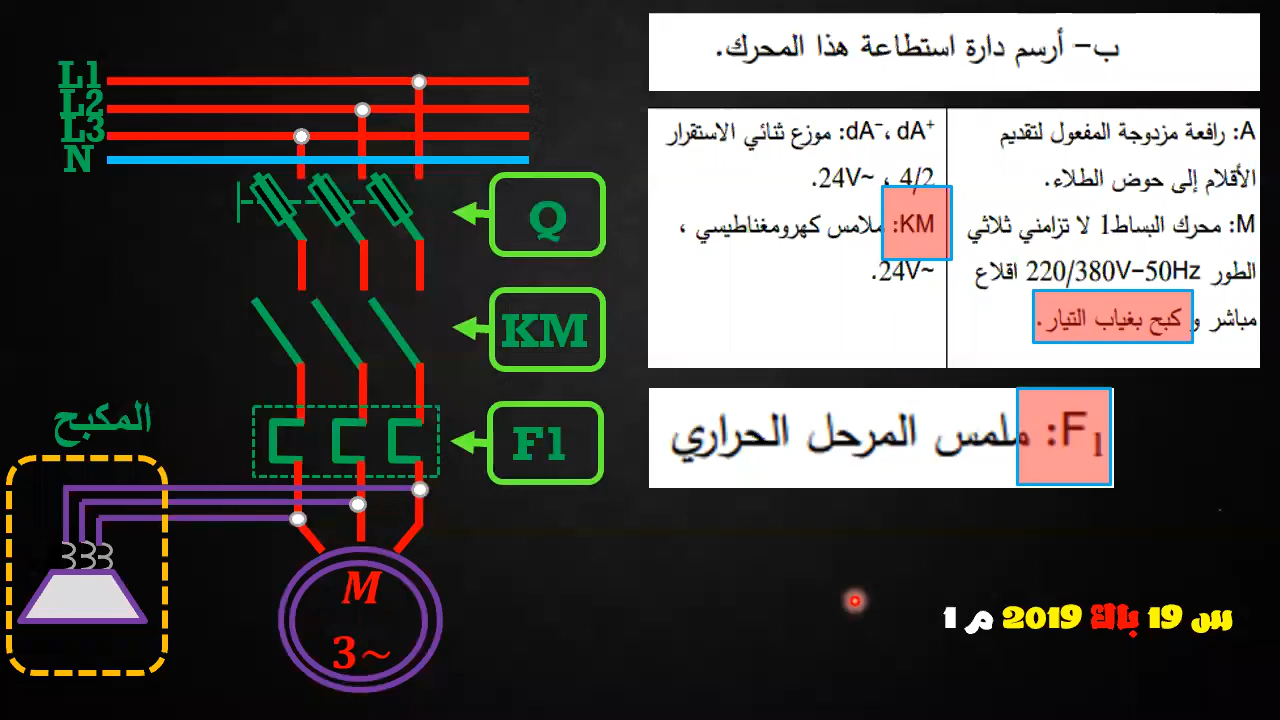 ب- أرسم دارة استطاعة هذا المحرك.
A: رافعة مزدوجة المفعول لتقديم
الأقلام إلى حوض الطلاء.
M: محرك البساط1 لا تزامني ثلاثي
الطور 220/380V-50Hz اقلاع
مباشر و كبح بغياب التيار.
dA⁻، dA⁺: موزع ثنائي الاستقرار
4/2 ، ~24V.
KM: ملامس كهرومغناطيسي ،
~24V.
F₁: ملمس المرحل الحراري
L1
L2
L3
N
Q
KM
F1
المكبح
M
3~
س 19 باك 2019 م 1